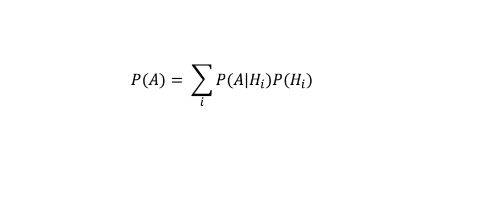 P(A) = ∑_i P(A|H_i)P(H_i)